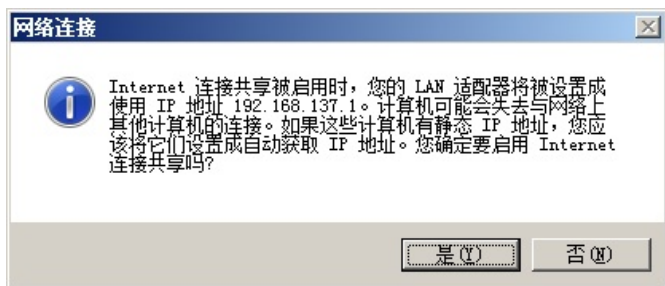 网络连接
Internet 连接共享被启用时，您的 LAN 适配器将被设置成
使用 IP 地址 192.168.137.1。计算机可能会失去与网络上
其他计算机的连接。如果这些计算机有静态 IP 地址，您应
该将它们设置成自动获取 IP 地址。您确定要启用 Internet
连接共享吗?
是(Y) 否(N)